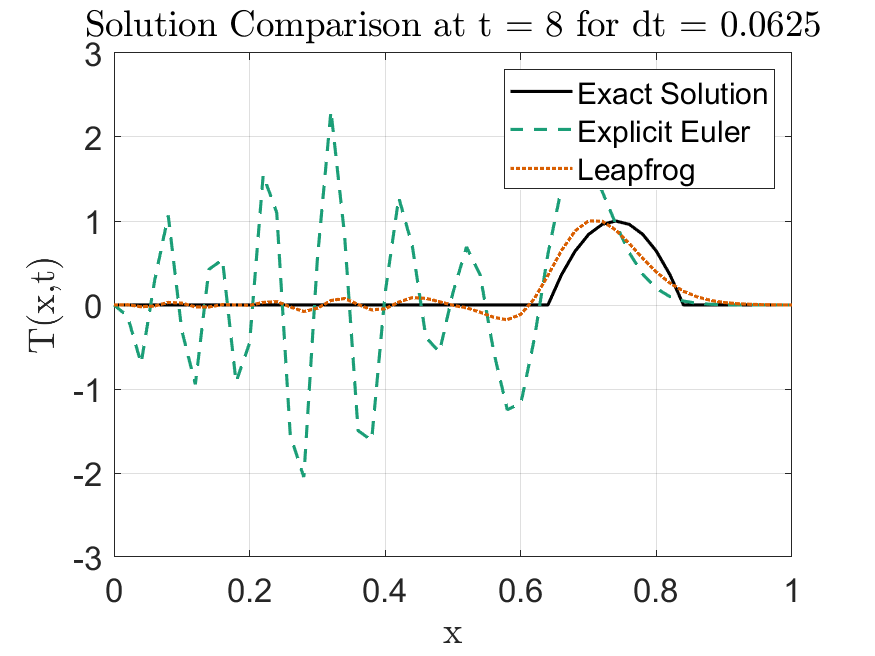 Solution Comparison at t = 8 for dt = 0.0625
3
2
1
0
-1
-2
-3
T(x,t)
Exact Solution
Explicit Euler
Leapfrog
0 0.2 0.4 0.6 0.8 1
x